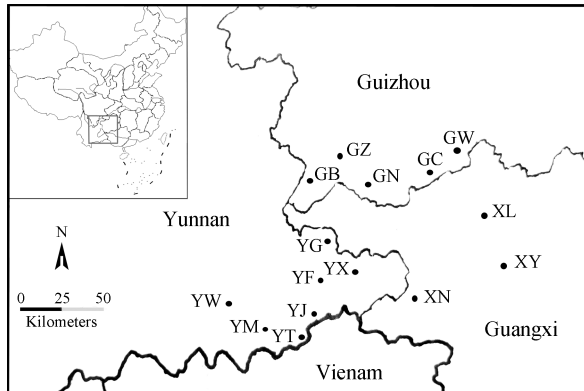 Guizhou
GW
GZ
GC
GB
GN
XL
Yunnan
YG
N
YX
XY
YF
YW
XN
0 25 50
YJ
Kilometers
YM
YT
Guangxi
Vienam